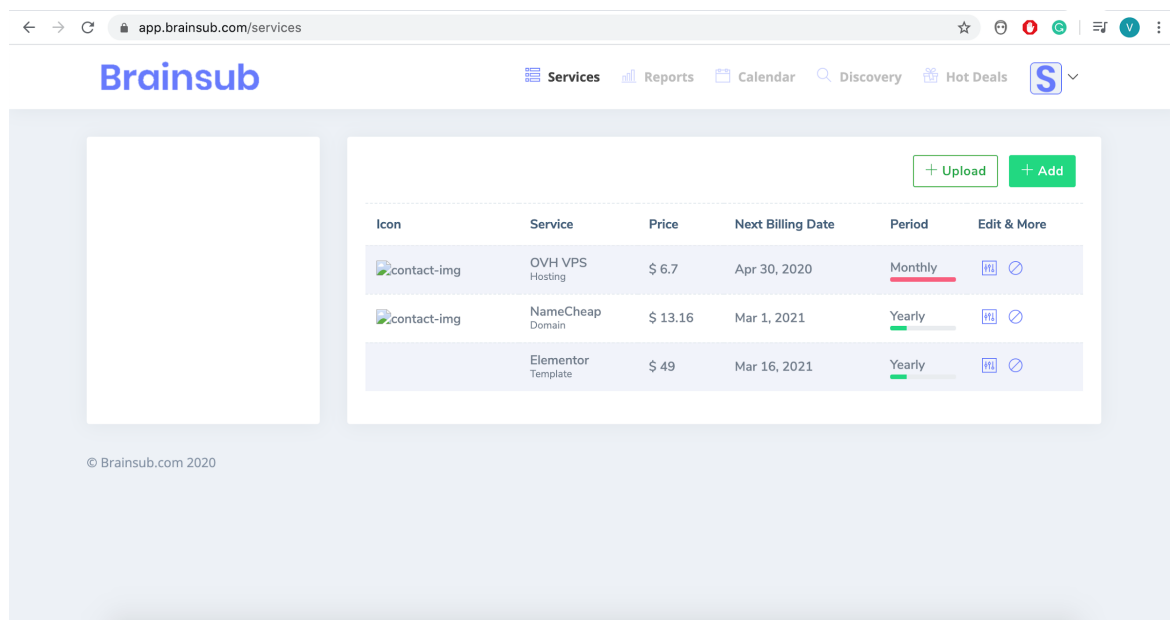 app.brainsub.com/services
V
Brainsub
Services
Reports
Calendar
Discovery
Hot Deals
S
+ Upload
+ Add
Icon Service Price Next Billing Date Period Edit & More
contact-img OVH VPS $ 6.7 Apr 30, 2020 Monthly
Hosting
contact-img NameCheap $ 13.16 Mar 1, 2021 Yearly
Domain
Elementor $ 49 Mar 16, 2021 Yearly
Template
© Brainsub.com 2020